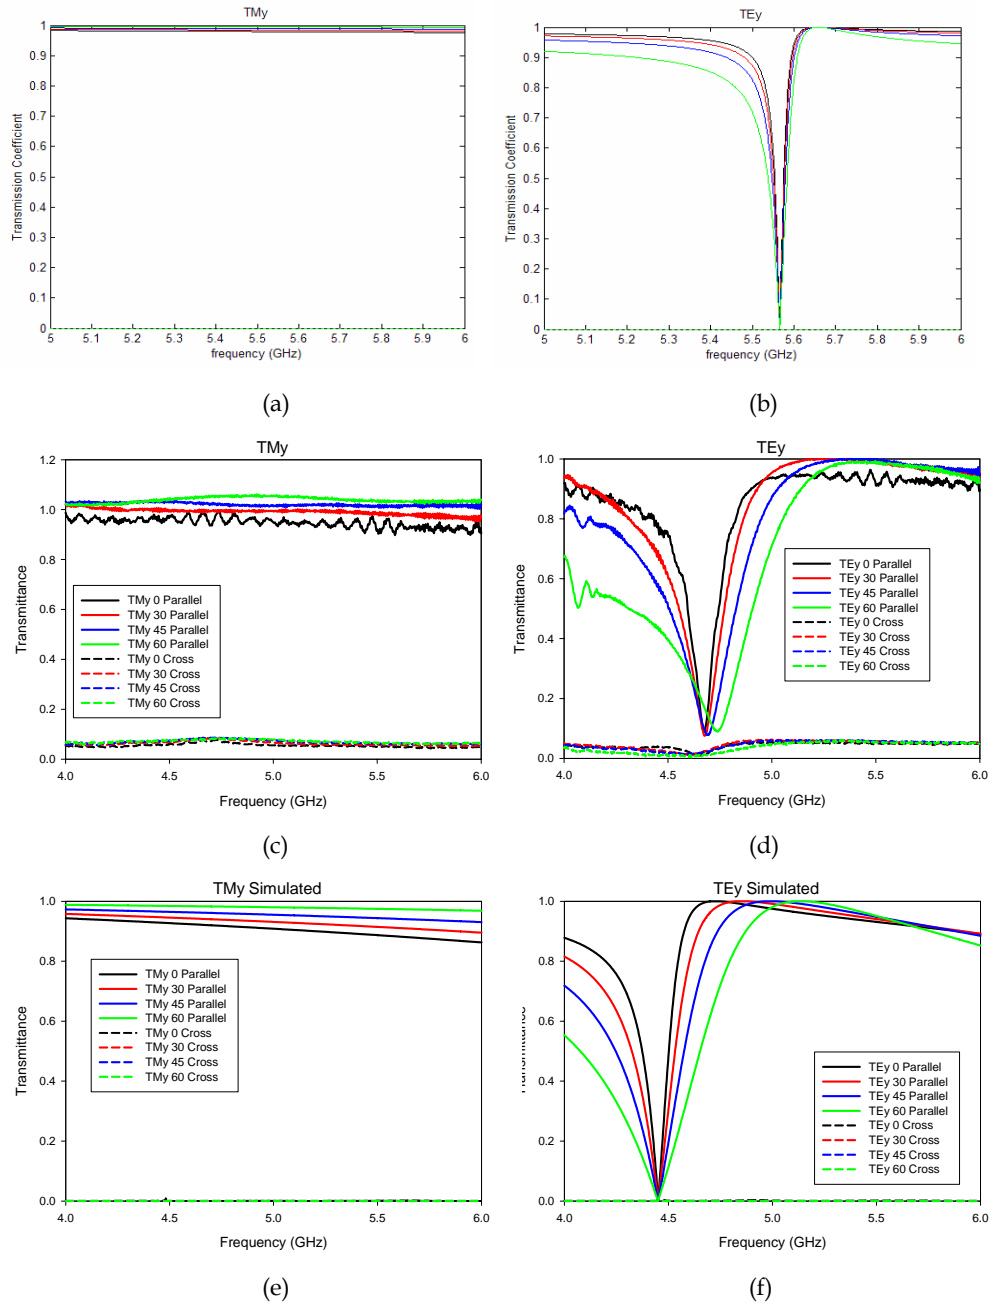 TMy
Transmission Coefficient
1
0.9
0.8
0.7
0.6
0.5
0.4
0.3
0.2
0.1
0
5 5.1 5.2 5.3 5.4 5.5 5.6 5.7 5.8 5.9 6
frequency (GHz)
(a)
TEy
Transmission Coefficient
1
0.9
0.8
0.7
0.6
0.5
0.4
0.3
0.2
0.1
0
5 5.1 5.2 5.3 5.4 5.5 5.6 5.7 5.8 5.9 6
frequency (GHz)
(b)
TMy
Transmittance
1.2
1.0
0.8
0.6
0.4
0.2
0.0
TMy 0 Parallel
TMy 30 Parallel
TMy 45 Parallel
TMy 60 Parallel
TMy 0 Cross
TMy 30 Cross
TMy 45 Cross
TMy 60 Cross
4.0 4.5 5.0 5.5 6.0
Frequency (GHz)
(c)
TEy
Transmittance
1.0
0.8
0.6
0.4
0.2
0.0
TEy 0 Parallel
TEy 30 Parallel
TEy 45 Parallel
TEy 60 Parallel
TEy 0 Cross
TEy 30 Cross
TEy 45 Cross
TEy 60 Cross
4.0 4.5 5.0 5.5 6.0
Frequency (GHz)
(d)
TMy Simulated
Transmittance
1.0
0.8
0.6
0.4
0.2
0.0
TMy 0 Parallel
TMy 30 Parallel
TMy 45 Parallel
TMy 60 Parallel
TMy 0 Cross
TMy 30 Cross
TMy 45 Cross
TMy 60 Cross
4.0 4.5 5.0 5.5 6.0
Frequency (GHz)
(e)
TEy Simulated
Transmittance
1.0
0.8
0.6
0.4
0.2
0.0
TEy 0 Parallel
TEy 30 Parallel
TEy 45 Parallel
TEy 60 Parallel
TEy 0 Cross
TEy 30 Cross
TEy 45 Cross
TEy 60 Cross
4.0 4.5 5.0 5.5 6.0
Frequency (GHz)
(f)